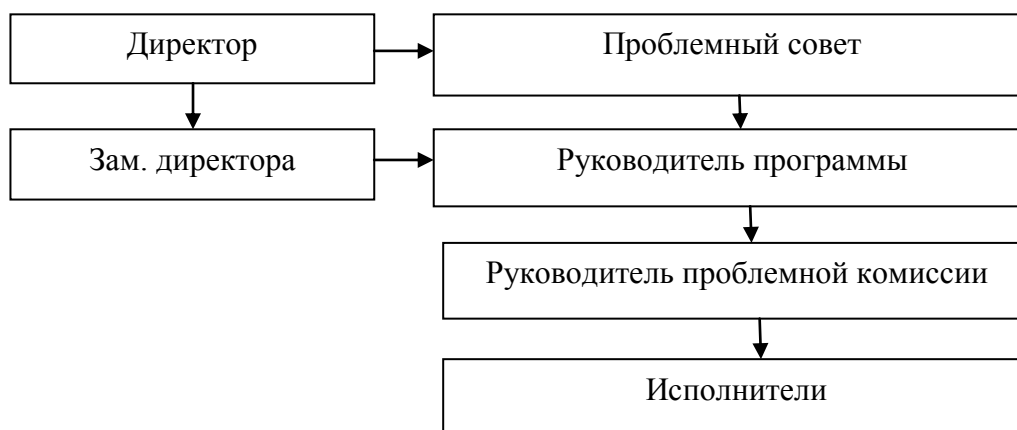 Директор
Проблемный совет
Зам. директора
Руководитель программы
Руководитель проблемной комиссии
Исполнители